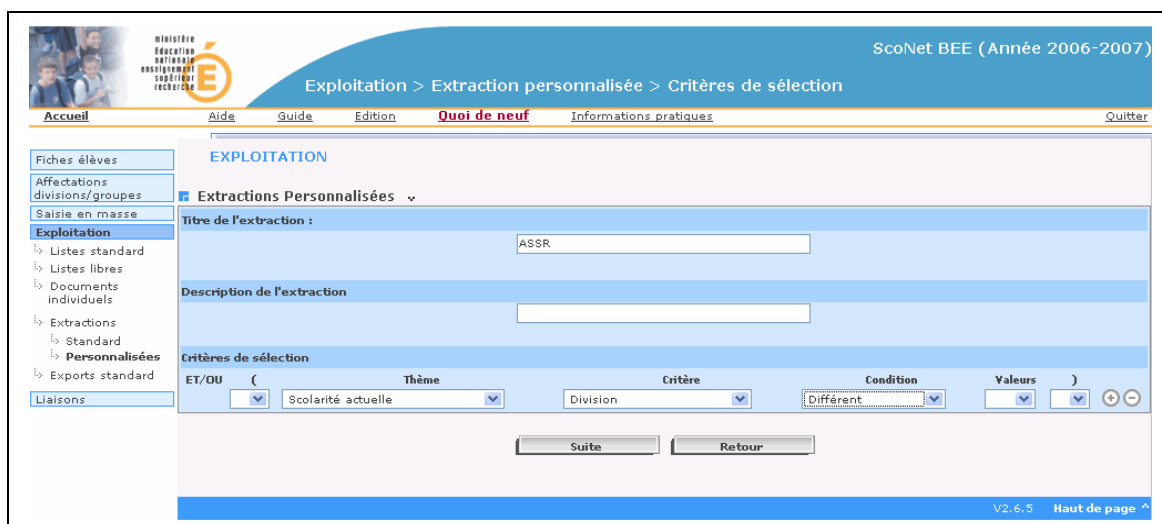 ministère
éducation
nationale
enseignement
supérieur
recherche
E
ScoNet BEE (Année 2006-2007)
Exploitation > Extraction personnalisée > Critères de sélection
Accueil Aide Guide Edition Quoi de neuf Informations pratiques Quitter
Fiches élèves
Affectations
divisions/groupes
Saisie en masse
Exploitation
Listes standard
Listes libres
Documents
individuels
Extractions
Standard
Personnalisées
Exports standard
Liaisons
EXPLOITATION
Extractions Personnalisées
Titre de l'extraction :
ASSR
Description de l'extraction
Critères de sélection
ET/OU ( Thème Critère Condition Valeurs )
Scolarité actuelle Division Différent
Suite Retour
V2.6.5 Haut de page ^